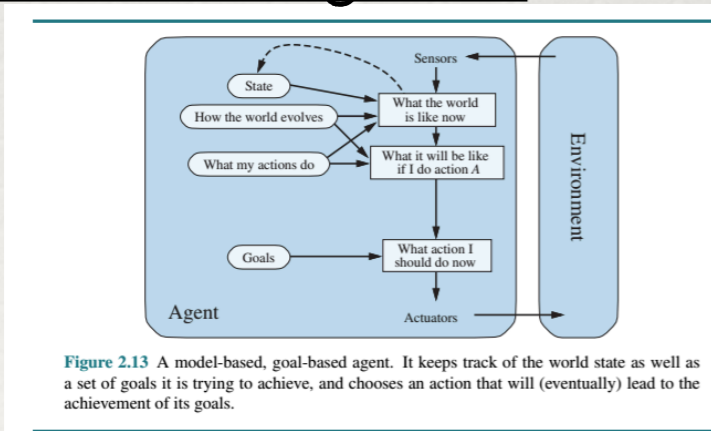 Sensors
State
What the world
is like now
How the world evolves
What it will be like
if I do action A
What my actions do
Environment
What action I
should do now
Goals
Agent
Actuators
Figure 2.13 A model-based, goal-based agent. It keeps track of the world state as well as
a set of goals it is trying to achieve, and chooses an action that will (eventually) lead to the
achievement of its goals.